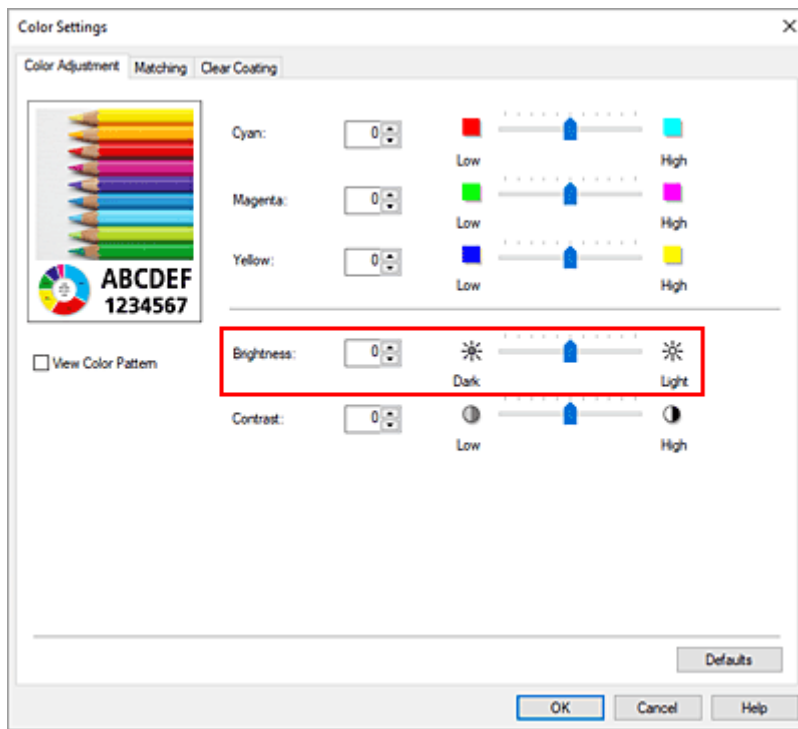 Color Settings
Color Adjustment Matching Clear Coating
Cyan: 0
Low High
Magenta: 0
Low High
Yellow: 0
Low High
ABCDEF
1234567
View Color Pattern
Brightness: 0
Dark Light
Contrast: 0
Low High
Defaults
OK Cancel Help